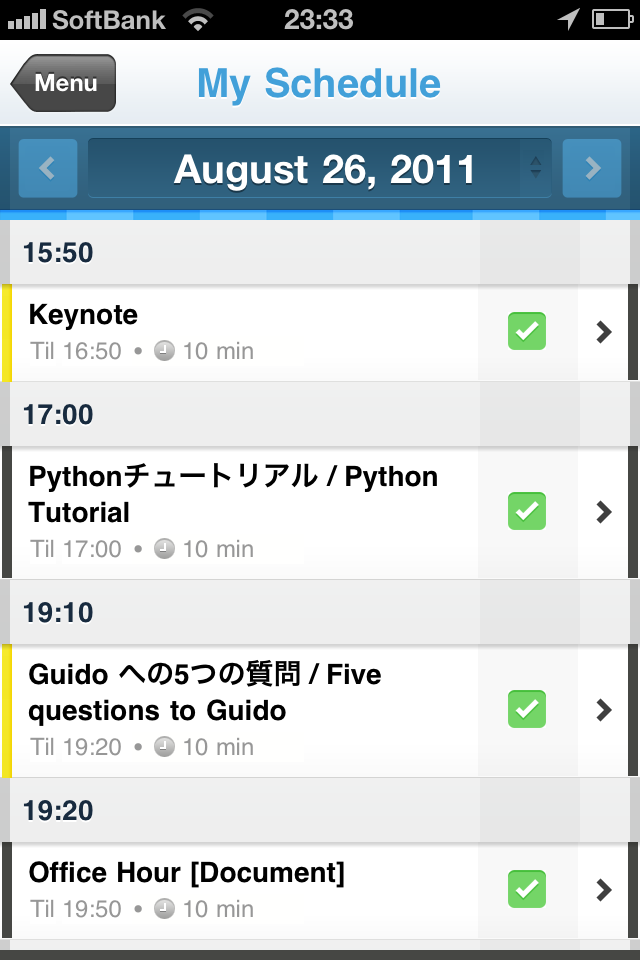 SoftBank 23:33
Menu My Schedule
August 26, 2011
15:50
Keynote
Til 16:50 • 10 min
17:00
Pythonチュートリアル / Python
Tutorial
Til 17:00 • 10 min
19:10
Guido への5つの質問 / Five
questions to Guido
Til 19:20 • 10 min
19:20
Office Hour [Document]
Til 19:50 • 10 min